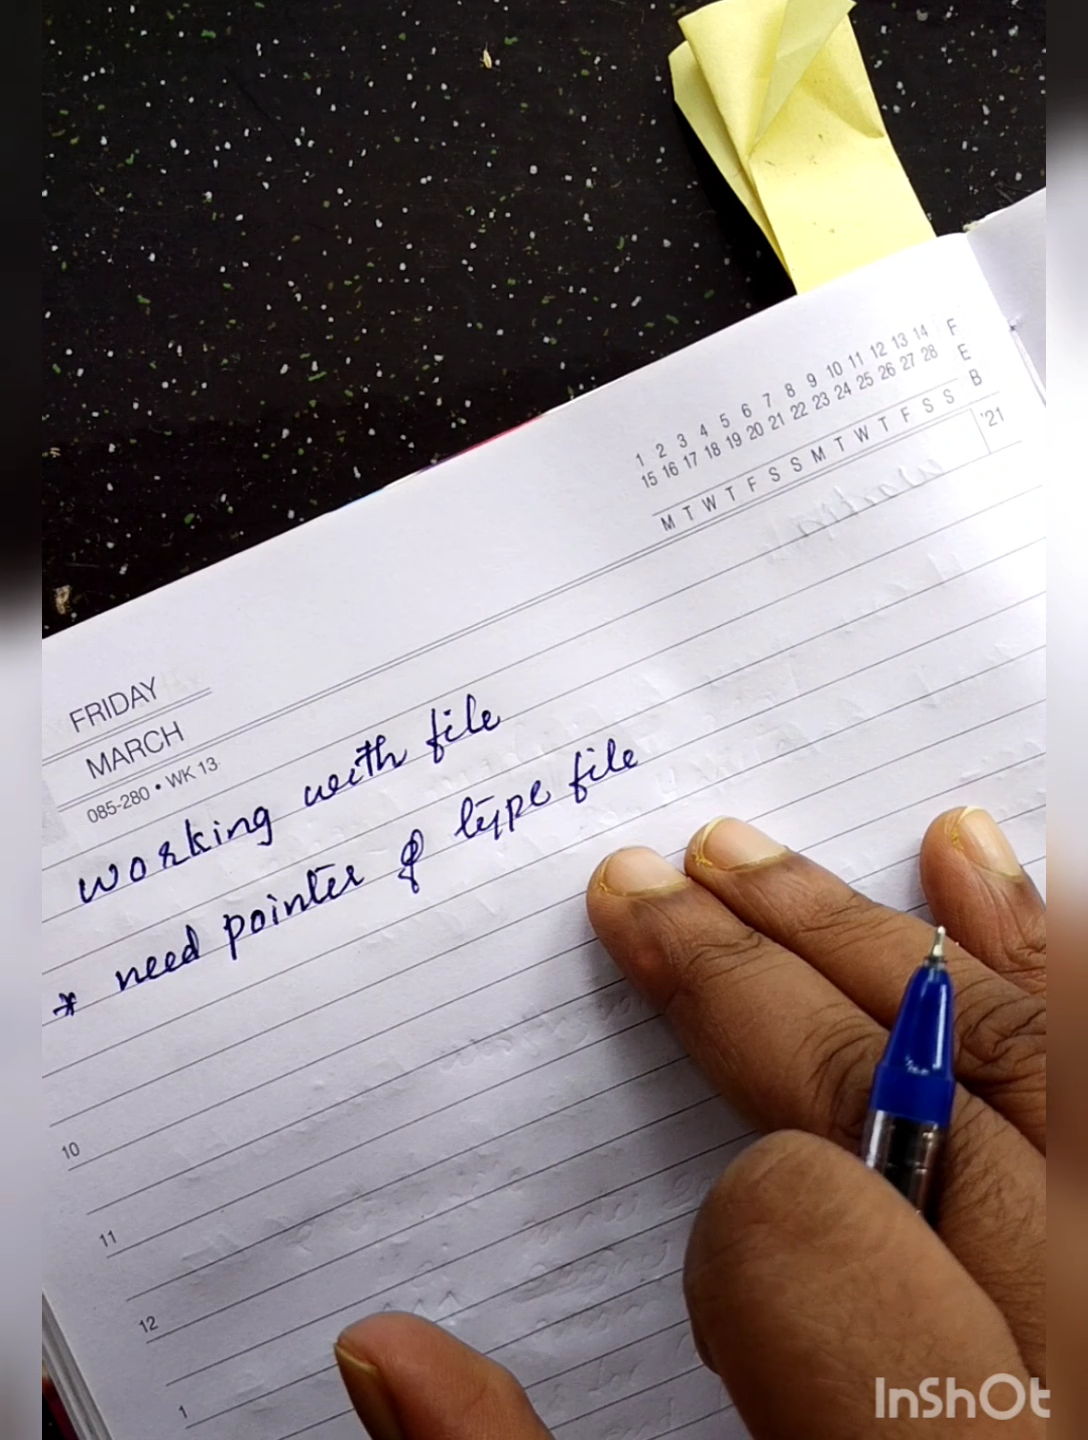 1 2 3 4 5 6 7 8 9 10 11 12 13 14 F
15 16 17 18 19 20 21 22 23 24 25 26 27 28 E
B
M T W T F S S M T W T F S S '21
FRIDAY
MARCH
085-280 • WK 13
working with file
* need pointer of type file
10
11
12
1
InShOt